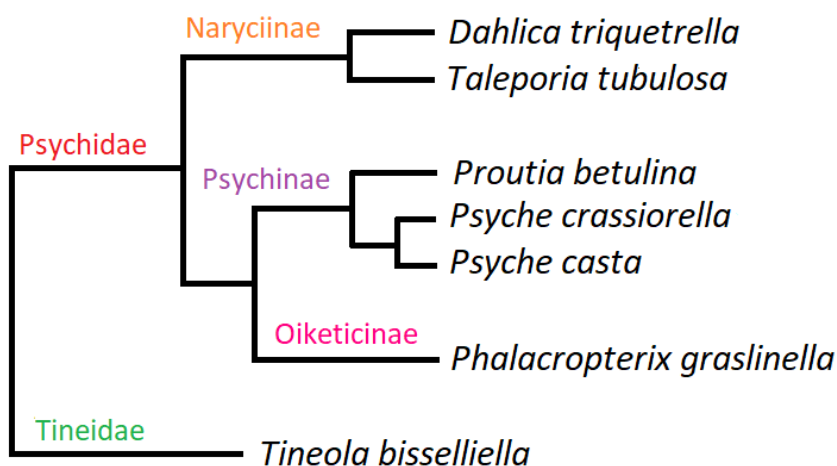 Naryciinae
Dahlica triquetrella
Taleporia tubulosa
Psychidae
Psychinae
Proutia betulina
Psyche crassiorella
Psyche casta
Oiketicinae
Phalacropterix graslinella
Tineidae
Tineola bisselliella